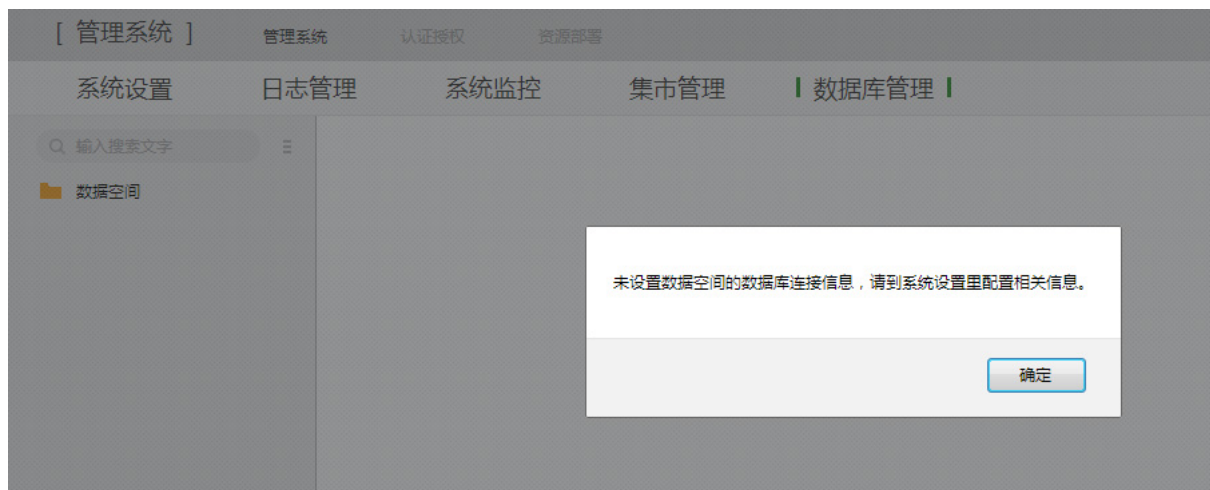 [ 管理系统 ] 管理系统 认证授权 资源部署
系统设置 日志管理 系统监控 集市管理 数据库管理
输入搜索文字
数据空间
未设置数据空间的数据库连接信息，请到系统设置里配置相关信息。
确定